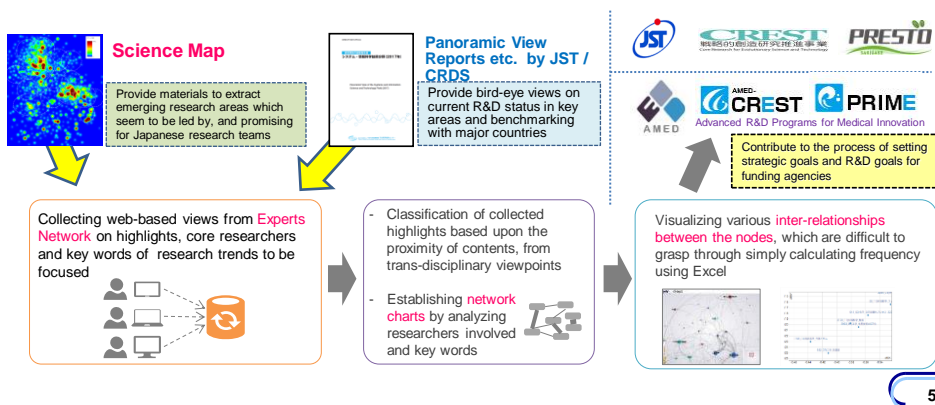 Science Map
Provide materials to extract
emerging research areas which
seem to be led by, and promising
for Japanese research teams
Panoramic View
Reports etc. by JST /
CRDS
Provide bird-eye views on
current R&D status in key
areas and benchmarking
with major countries
JST
CREST
戦略的創造研究推進事業
PRESTO
AMED
AMED-
CREST
PRIME
Advanced R&D Programs for Medical Innovation
Contribute to the process of setting
strategic goals and R&D goals for
funding agencies
Collecting web-based views from Experts
Network on highlights, core researchers
and key words of research trends to be
focused
- Classification of collected
highlights based upon the
proximity of contents, from
trans-disciplinary viewpoints
- Establishing network
charts by analyzing
researchers involved
and key words
Visualizing various inter-relationships
between the nodes, which are difficult to
grasp through simply calculating frequency
using Excel
5